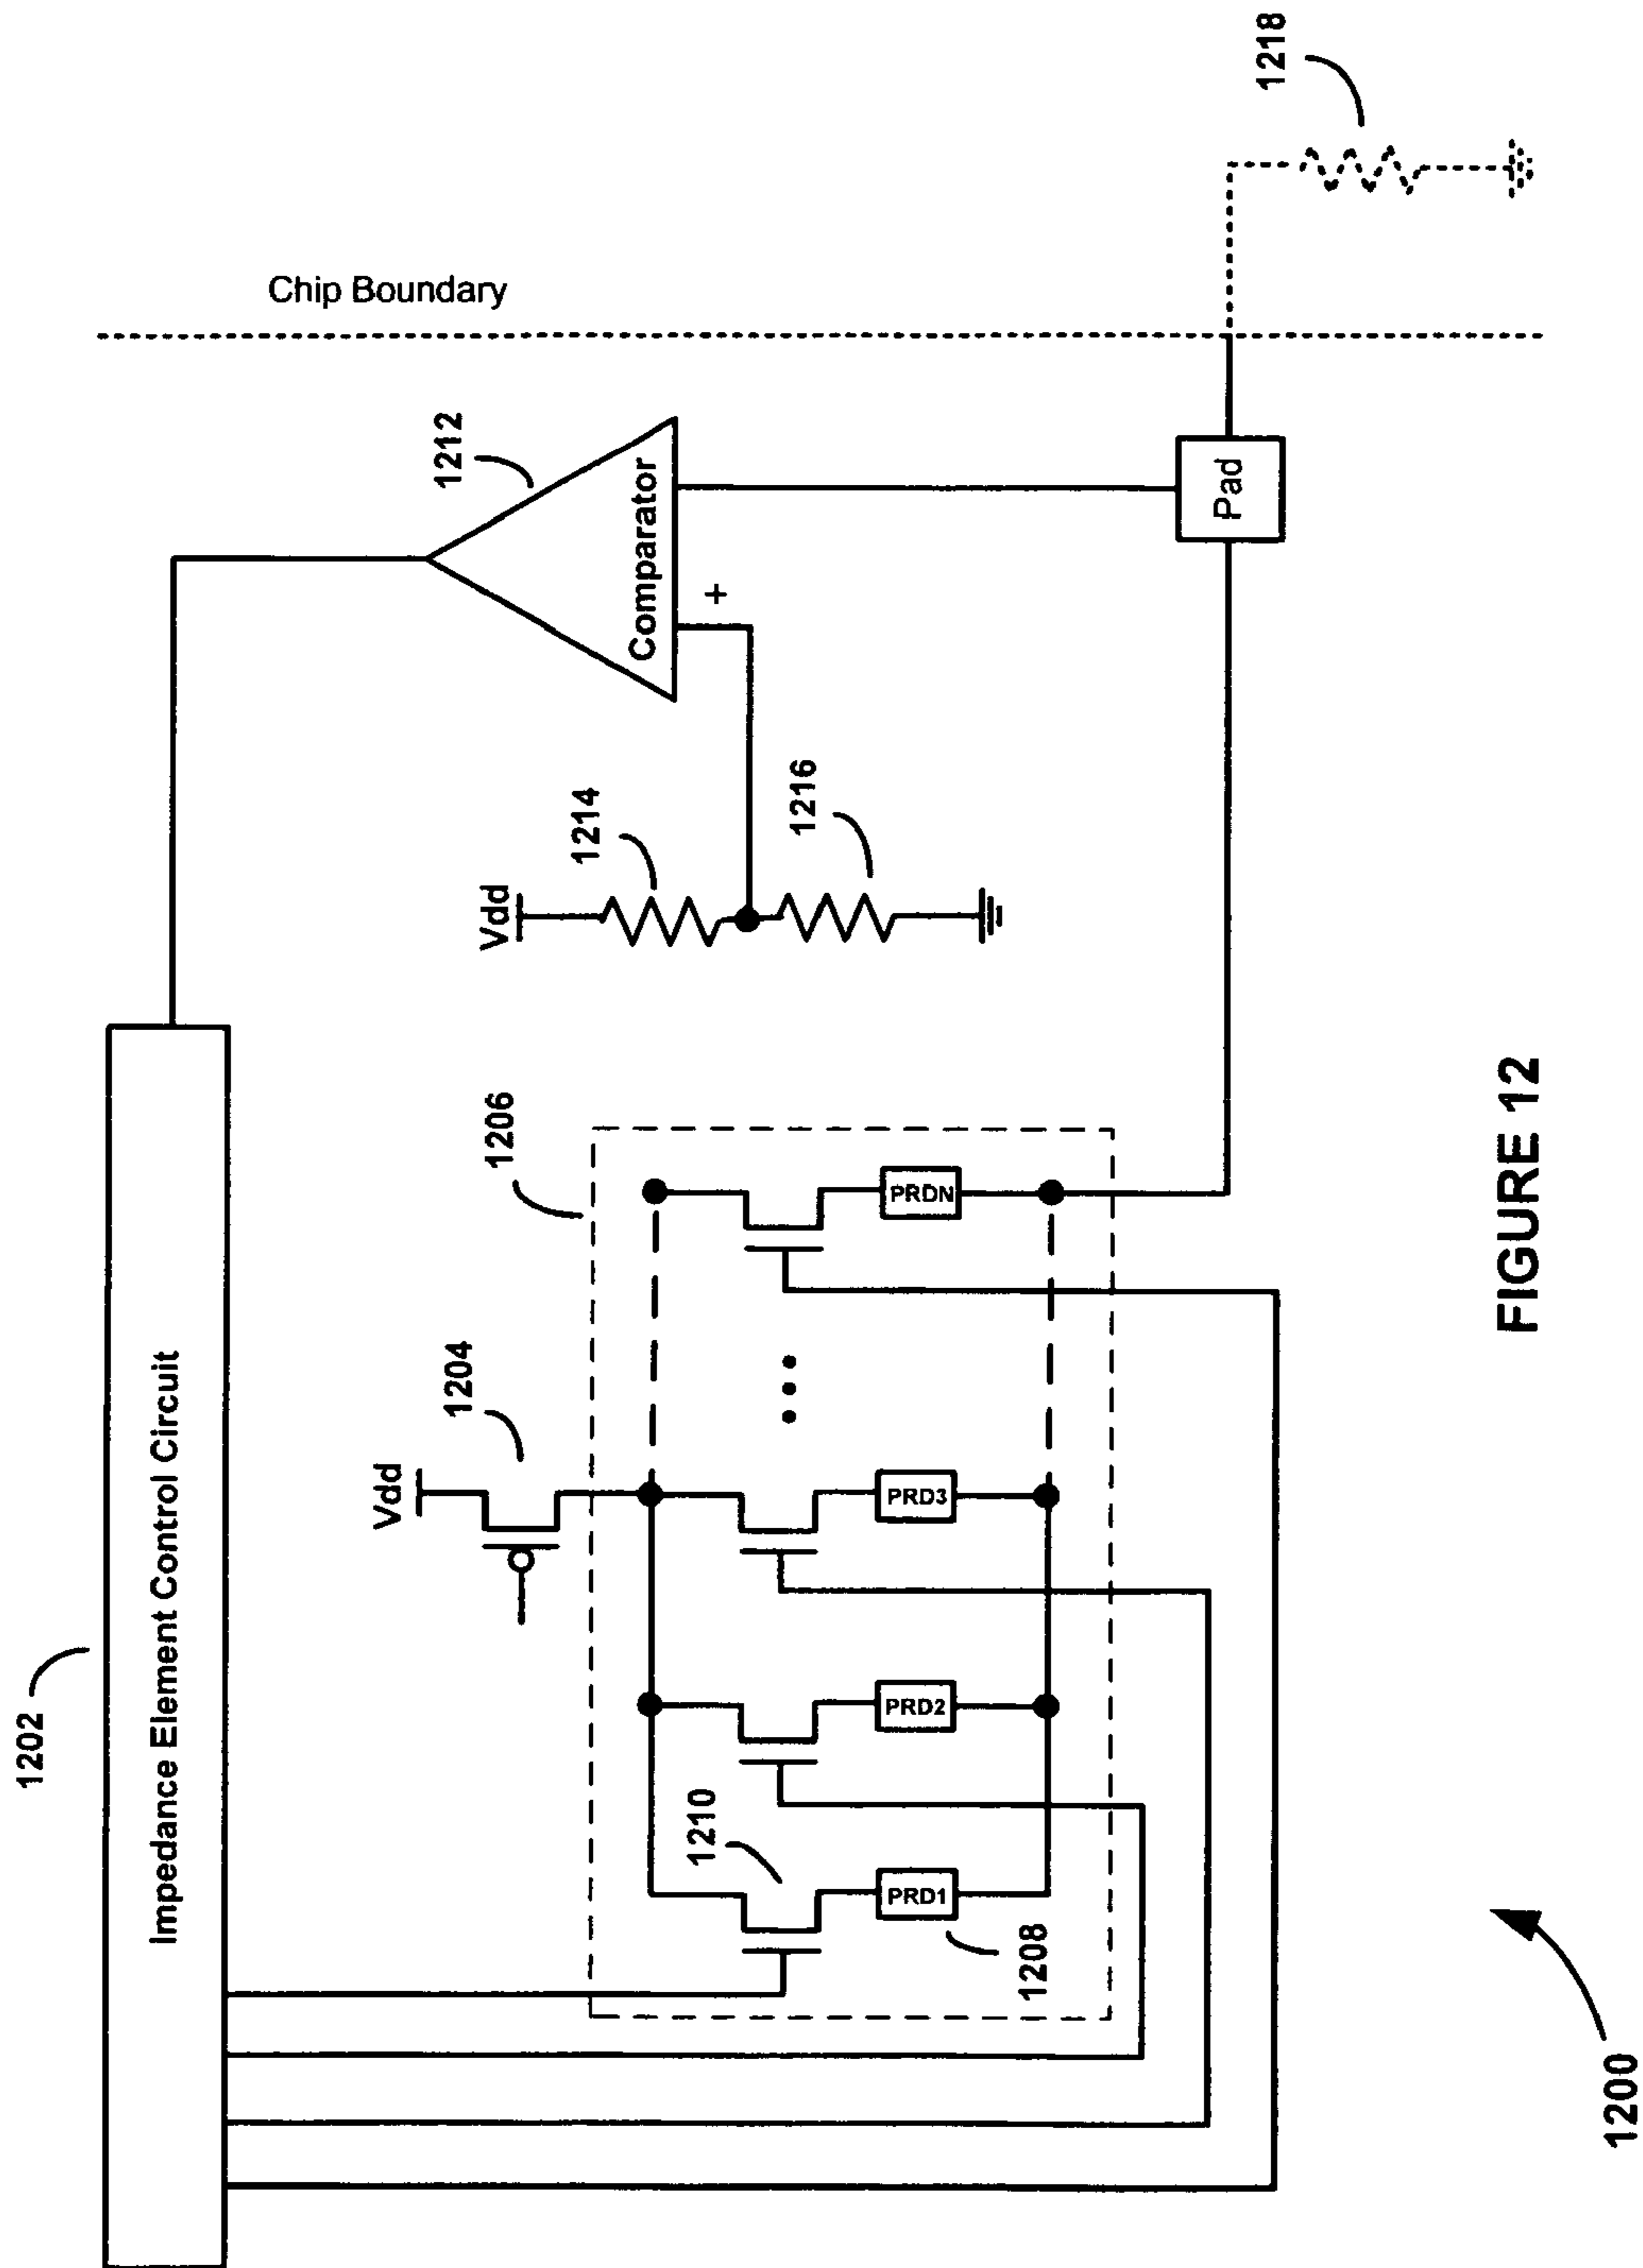 1202
Impedance Element Control Circuit
Vdd
1204
1206
1210
PRD1
PRD2
PRD3
PRDN
1208
Vdd
1214
1216
1212
Comparator
+
Chip Boundary
Pad
1218
1200
FIGURE 12